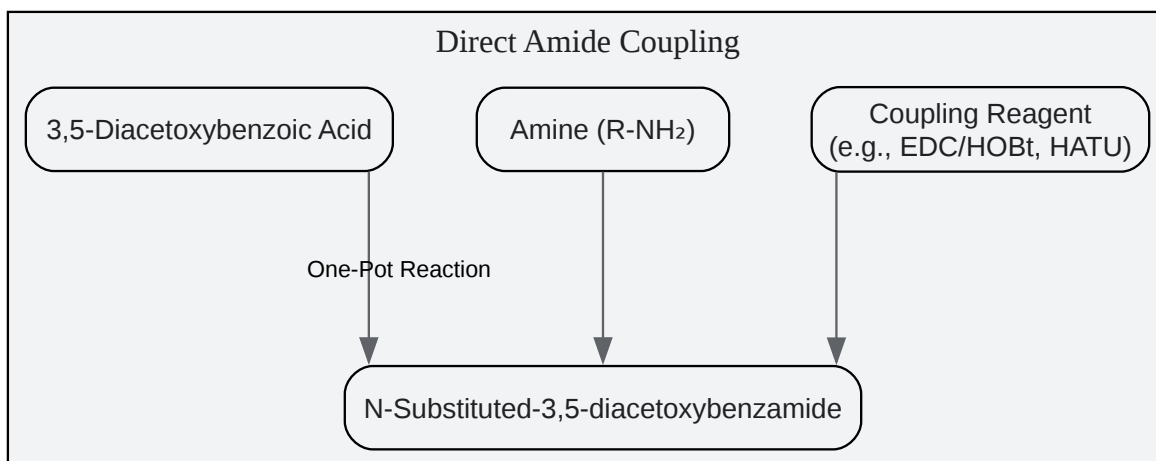 Direct Amide Coupling
3,5-Diacetoxybenzoic Acid
Amine (R-NH₂)
Coupling Reagent
(e.g., EDC/HOBt, HATU)
One-Pot Reaction
N-Substituted-3,5-diacetoxybenzamide